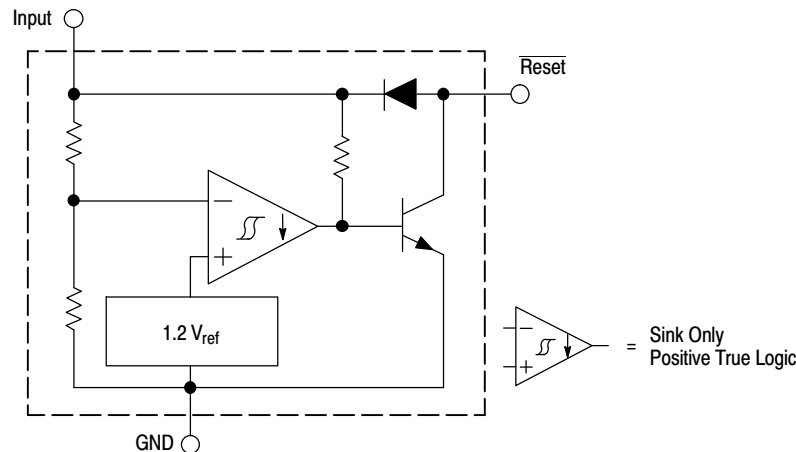 Input
Reset
−
+
1.2 Vref
− 
+
= Sink Only
Positive True Logic
GND